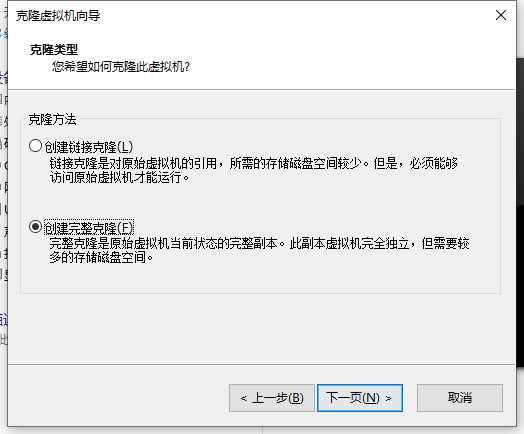 克隆虚拟机向导
克隆类型
您希望如何克隆此虚拟机?
克隆方法
创建链接克隆(L)
链接克隆是对原始虚拟机的引用，所需的存储磁盘空间较少。但是，必须能够
访问原始虚拟机才能运行。
创建完整克隆(F)
完整克隆是原始虚拟机当前状态的完整副本。此副本虚拟机完全独立，但需要较
多的存储磁盘空间。
< 上一步(B)
下一页(N) >
取消